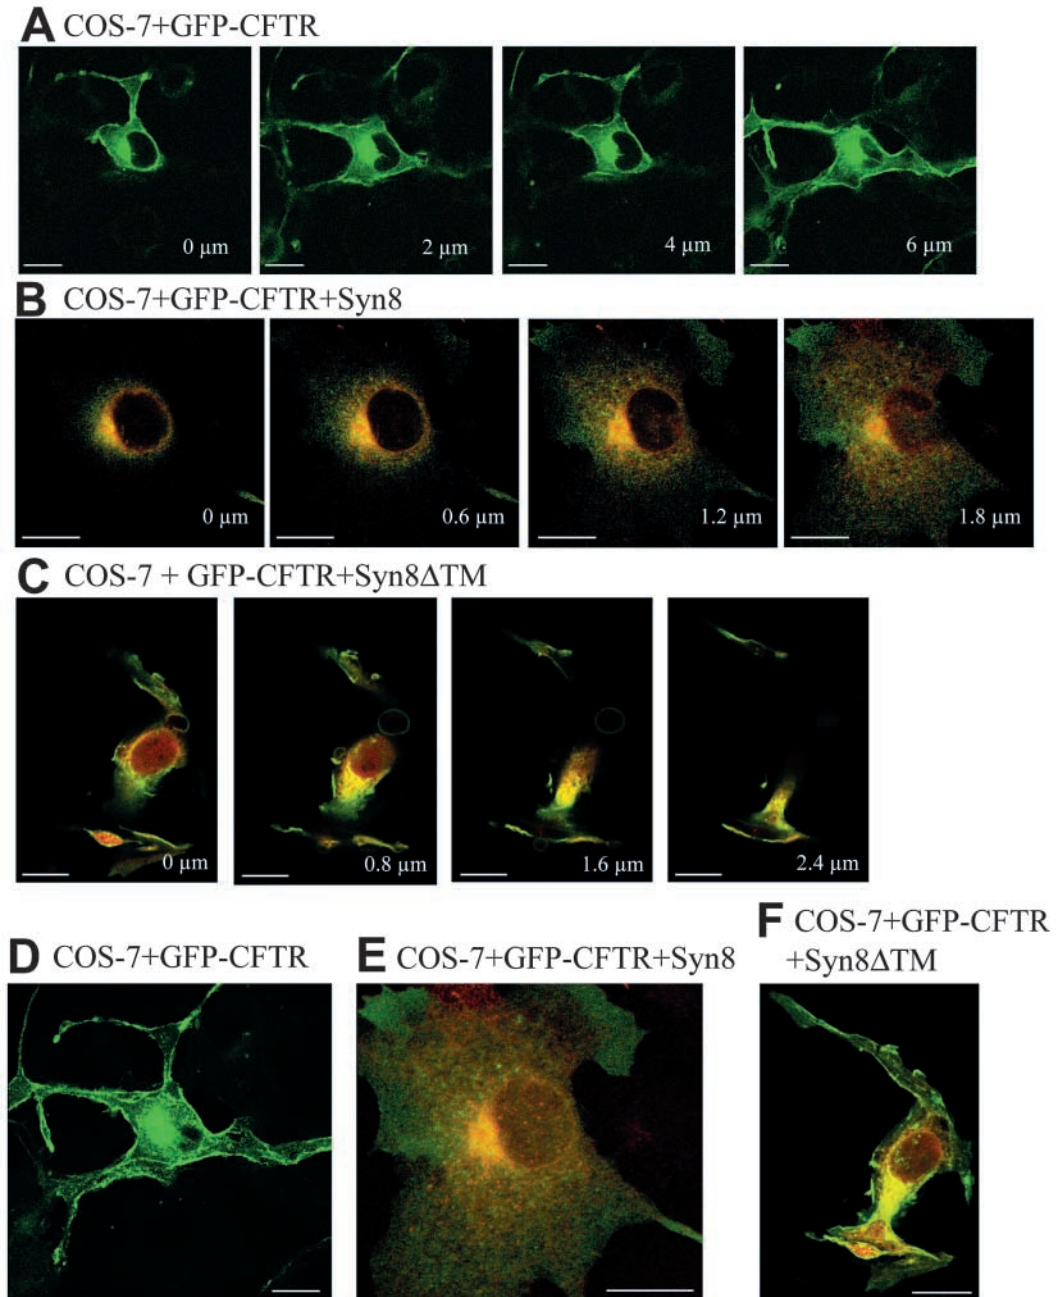 A COS-7+GFP-CFTR
0 µm
2 µm
4 µm
6 µm
B COS-7+GFP-CFTR+Syn8
0 µm
0.6 µm
1.2 µm
1.8 µm
C COS-7 + GFP-CFTR+Syn8ΔTM
0 µm
0.8 µm
1.6 µm
2.4 µm
D COS-7+GFP-CFTR
E COS-7+GFP-CFTR+Syn8
F COS-7+GFP-CFTR
+Syn8ΔTM